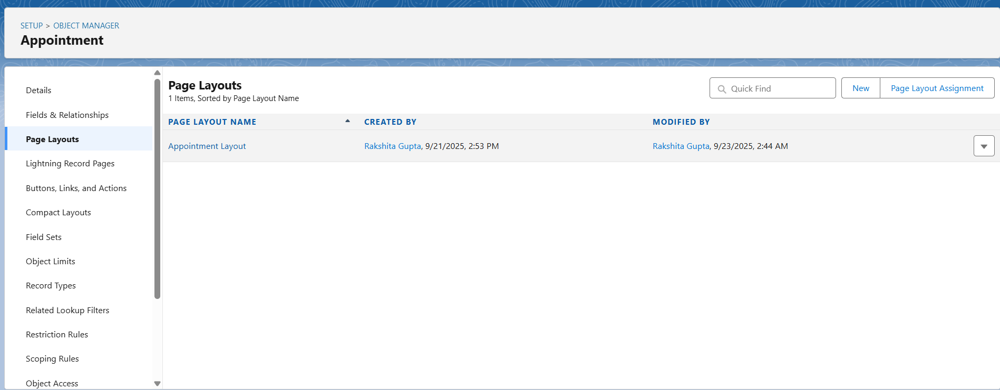 SETUP > OBJECT MANAGER
Appointment
Details
Fields & Relationships
Page Layouts
Lightning Record Pages
Buttons, Links, and Actions
Compact Layouts
Field Sets
Object Limits
Record Types
Related Lookup Filters
Restriction Rules
Scoping Rules
Object Access
Page Layouts
1 Items, Sorted by Page Layout Name
Quick Find
New
Page Layout Assignment
PAGE LAYOUT NAME CREATED BY MODIFIED BY
Appointment Layout Rakshita Gupta, 9/21/2025, 2:53 PM Rakshita Gupta, 9/23/2025, 2:44 AM